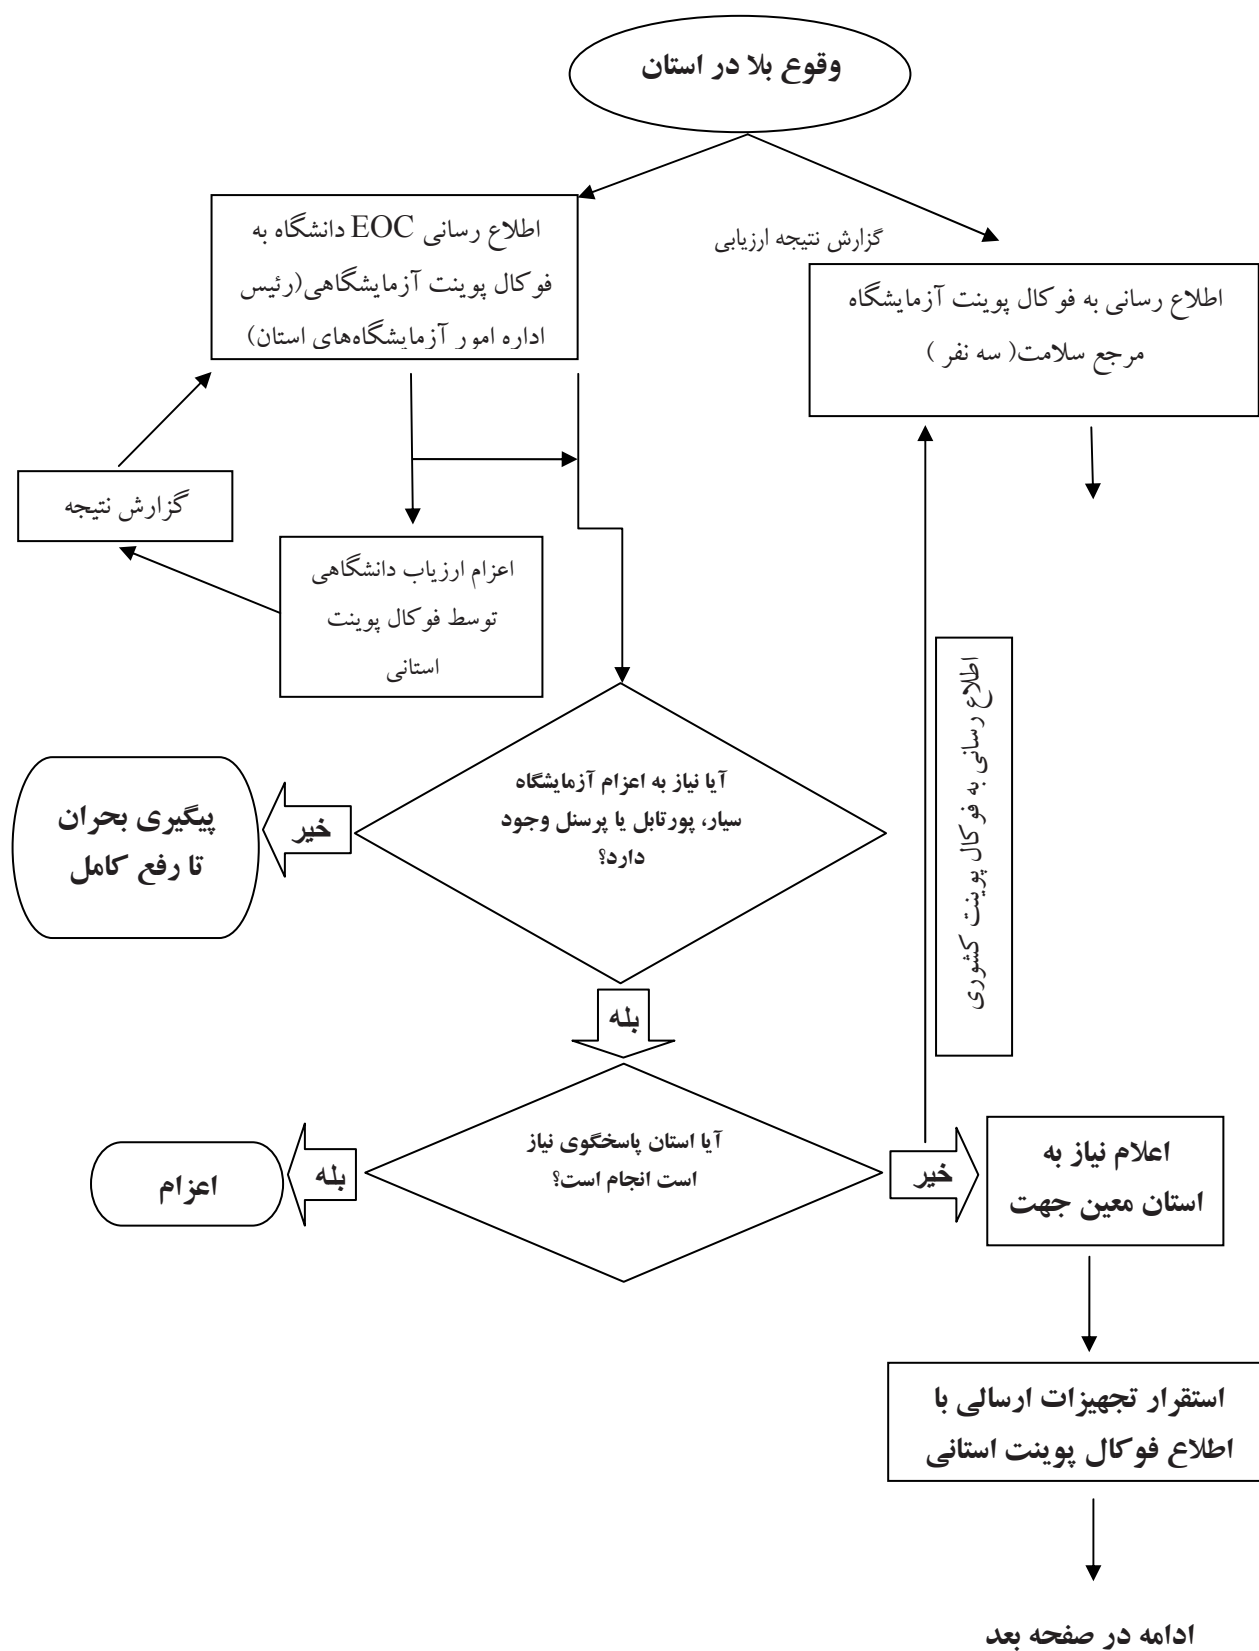 وقوع بلا در استان
اطلاع رسانی EOC دانشگاه به
فوکال پوینت آزمایشگاهی(رئیس
اداره امور آزمایشگاه‌های استان)
گزارش نتیجه ارزیابی
اطلاع رسانی به فوکال پوینت آزمایشگاه
مرجع سلامت( سه نفر )
گزارش نتیجه
اعزام ارزیاب دانشگاهی
توسط فوکال پوینت
استانی
اطلاع رسانی به فوکال پوینت کشوری
آیا نیاز به اعزام آزمایشگاه
سیار، پورتابل یا پرسنل وجود
دارد؟
خیر
پیگیری بحران
تا رفع کامل
بله
آیا استان پاسخگوی نیاز
است انجام است؟
بله
اعزام
خیر
اعلام نیاز به
استان معین جهت
استقرار تجهیزات ارسالی با
اطلاع فوکال پوینت استانی
ادامه در صفحه بعد